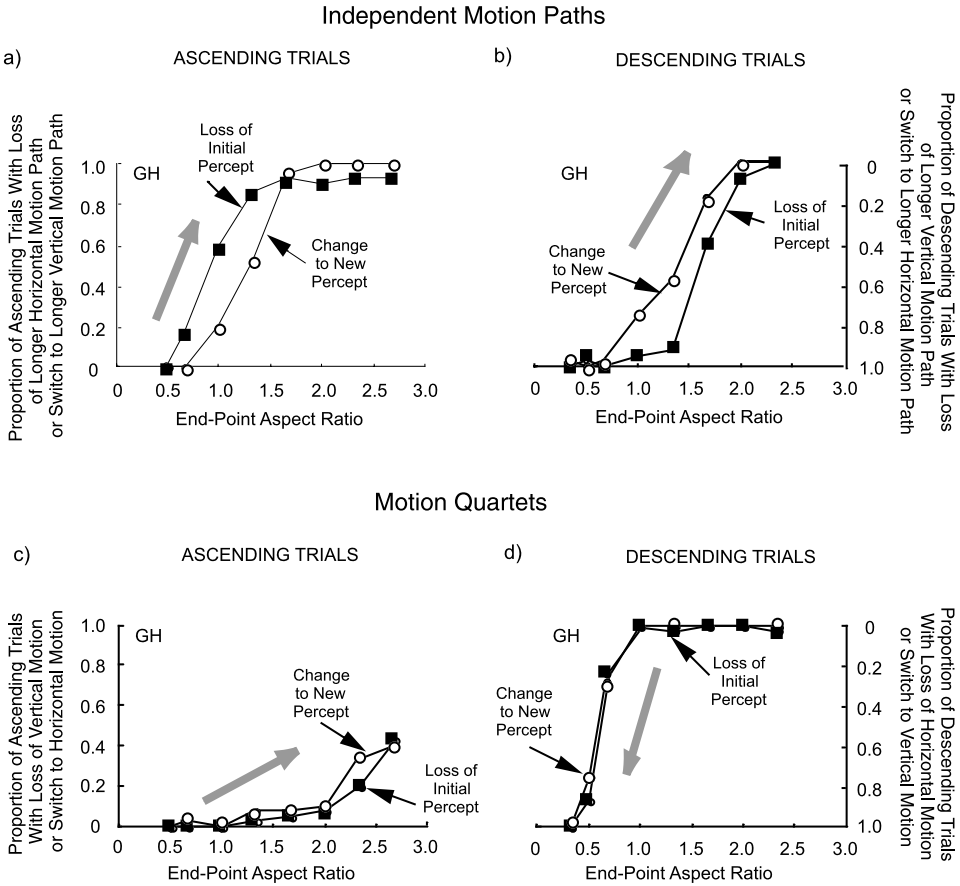 Independent Motion Paths
a)
ASCENDING TRIALS
Proportion of Ascending Trials With Loss
of Longer Horizontal Motion Path
or Switch to Longer Vertical Motion Path
1.0
0.8
0.6
0.4
0.2
0
GH
Loss of
Initial
Percept
Change
to New
Percept
0 0.5 1.0 1.5 2.0 2.5 3.0
End-Point Aspect Ratio
b)
DESCENDING TRIALS
GH
Change
to New
Percept
Loss of
Initial
Percept
0
0.2
0.4
0.6
0.8
1.0
Proportion of Descending Trials With Loss
of Longer Vertical Motion Path
or Switch to Longer Horizontal Motion Path
0 0.5 1.0 1.5 2.0 2.5 3.0
End-Point Aspect Ratio
Motion Quartets
c)
ASCENDING TRIALS
Proportion of Ascending Trials
With Loss of Vertical Motion
or Switch to Horizontal Motion
1.0
0.8
0.6
0.4
0.2
0
GH
Change
to New
Percept
Loss of
Initial
Percept
0.0 0.5 1.0 1.5 2.0 2.5 3.0
End-Point Aspect Ratio
d)
DESCENDING TRIALS
GH
Change
to New
Percept
Loss of
Initial
Percept
0
0.2
0.4
0.6
0.8
1.0
Proportion of Descending Trials
With Loss of Horizontal Motion
or Switch to Vertical Motion
0 0.5 1.0 1.5 2.0 2.5 3.0
End-Point Aspect Ratio